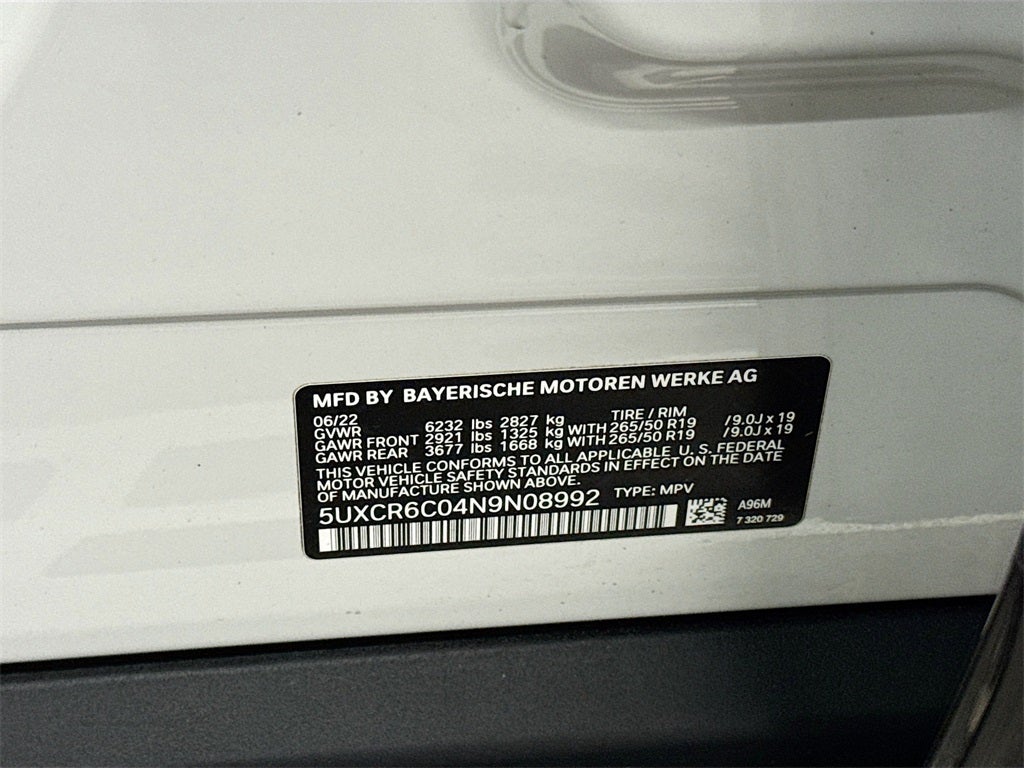 MFD BY BAYERISCHE MOTOREN WERKE AG
06/22 TIRE / RIM
GVWR 6232 lbs 2827 kg
GAWR FRONT 2921 lbs 1325 kg WITH 265/50 R19 /9.0J x 19
GAWR REAR 3677 lbs 1668 kg WITH 265/50 R19 /9.0J x 19
THIS VEHICLE CONFORMS TO ALL APPLICABLE U. S. FEDERAL
MOTOR VEHICLE SAFETY STANDARDS IN EFFECT ON THE DATE
OF MANUFACTURE SHOWN ABOVE.
5UXCR6C04N9N08992 TYPE: MPV
A96M
7 320 729